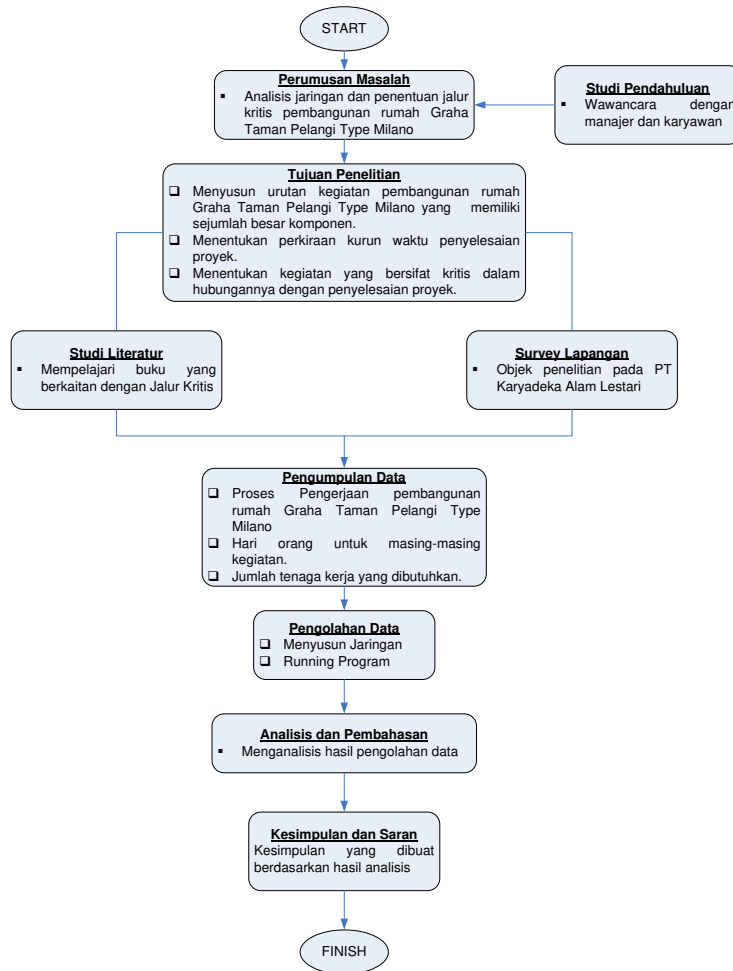 START
Perumusan Masalah
▪ Analisis jaringan dan penentuan jalur
kritis pembangunan rumah Graha
Taman Pelangi Type Milano
Studi Pendahuluan
▪ Wawancara dengan
manajer dan karyawan
Tujuan Penelitian
❑ Menyusun urutan kegiatan pembangunan rumah
Graha Taman Pelangi Type Milano yang memiliki
sejumlah besar komponen.
❑ Menentukan perkiraan kurun waktu penyelesaian
proyek.
❑ Menentukan kegiatan yang bersifat kritis dalam
hubungannya dengan penyelesaian proyek.
Studi Literatur
▪ Mempelajari buku yang
berkaitan dengan Jalur Kritis
Survey Lapangan
▪ Objek penelitian pada PT
Karyadeka Alam Lestari
Pengumpulan Data
❑ Proses Pengerjaan pembangunan
rumah Graha Taman Pelangi Type
Milano
❑ Hari orang untuk masing-masing
kegiatan.
❑ Jumlah tenaga kerja yang dibutuhkan.
Pengolahan Data
❑ Menyusun Jaringan
❑ Running Program
Analisis dan Pembahasan
▪ Menganalisis hasil pengolahan data
Kesimpulan dan Saran
Kesimpulan yang dibuat
berdasarkan hasil analisis
FINISH